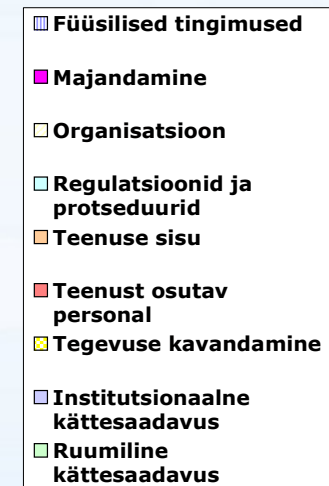 Füüsilised tingimused
Majandamine
Organisatsioon
Regulatsioonid ja
protseduurid
Teenuse sisu
Teenust osutav
personal
Tegevuse kavandamine
Institutsionaalne
kättesaadavus
Ruumiline
kättesaadavus